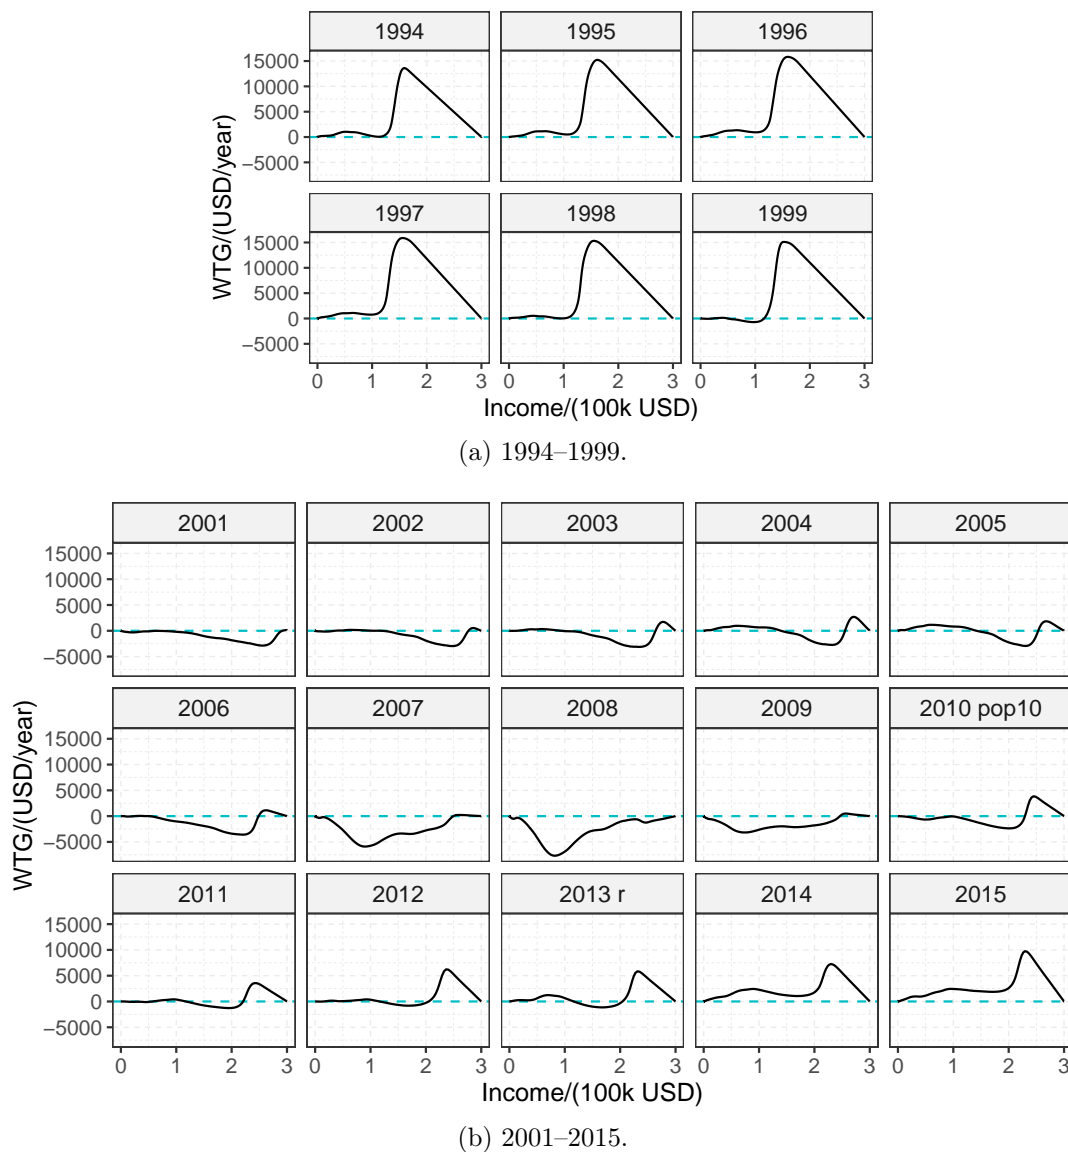 1994 1995 1996
15000
10000
5000
0
−5000
1997 1998 1999
15000
10000
5000
0
−5000
WTG/(USD/year)
0 1 2 3 0 1 2 3 0 1 2 3
Income/(100k USD)
(a) 1994–1999.
2001 2002 2003 2004 2005
15000
10000
5000
0
−5000
2006 2007 2008 2009 2010 pop10
15000
10000
5000
0
−5000
2011 2012 2013 r 2014 2015
15000
10000
5000
0
−5000
WTG/(USD/year)
0 1 2 3 0 1 2 3 0 1 2 3 0 1 2 3 0 1 2 3
Income/(100k USD)
(b) 2001–2015.